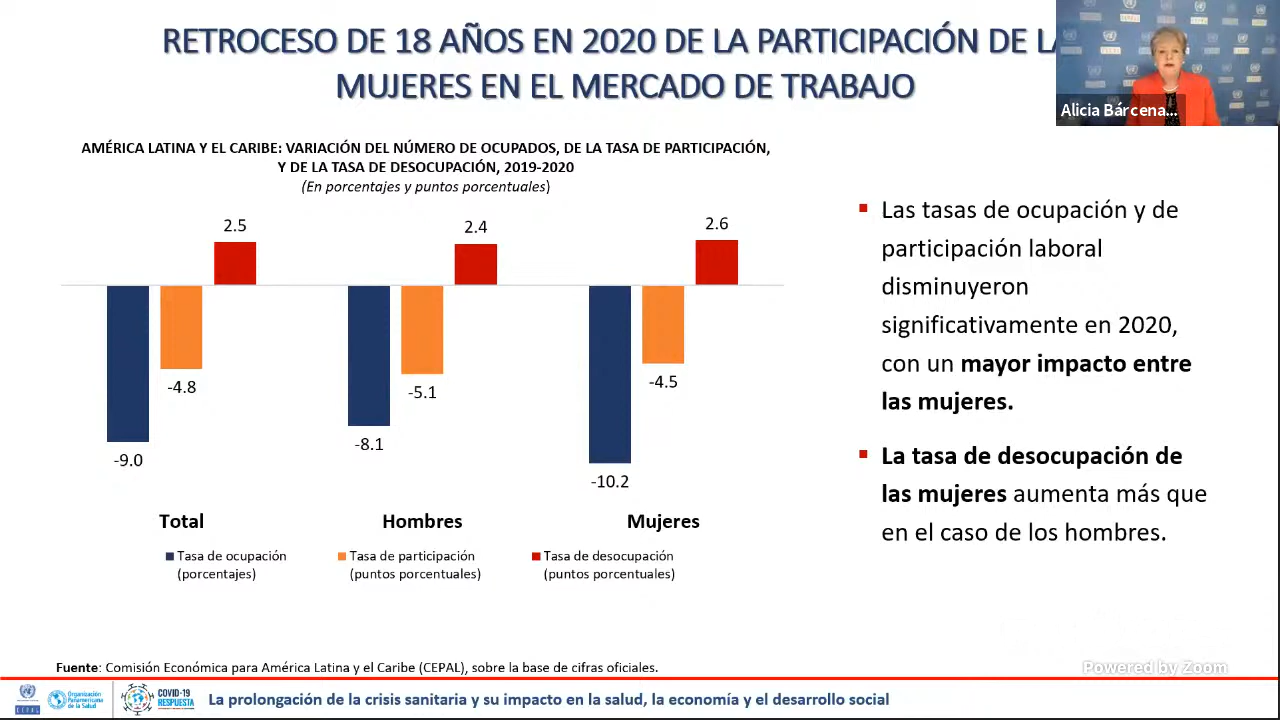 RETROCESO DE 18 AÑOS EN 2020 DE LA PARTICIPACIÓN DE LA
MUJERES EN EL MERCADO DE TRABAJO
Alicia Bárcena...
AMÉRICA LATINA Y EL CARIBE: VARIACIÓN DEL NÚMERO DE OCUPADOS, DE LA TASA DE PARTICIPACIÓN,
Y DE LA TASA DE DESOCUPACIÓN, 2019-2020
(En porcentajes y puntos porcentuales)
2.5
2.4
2.6
-4.8
-5.1
-4.5
-9.0
-8.1
-10.2
Total
Hombres
Mujeres
Tasa de ocupación
(porcentajes)
Tasa de participación
(puntos porcentuales)
Tasa de desocupación
(puntos porcentuales)
Las tasas de ocupación y de
participación laboral
disminuyeron
significativamente en 2020,
con un mayor impacto entre
las mujeres.
La tasa de desocupación de
las mujeres aumenta más que
en el caso de los hombres.
Fuente: Comisión Económica para América Latina y el Caribe (CEPAL), sobre la base de cifras oficiales.
Powered by Zoom
CEPAL
Organización
Panamericana
de la Salud
COVID-19
RESPUESTA
La prolongación de la crisis sanitaria y su impacto en la salud, la economía y el desarrollo social